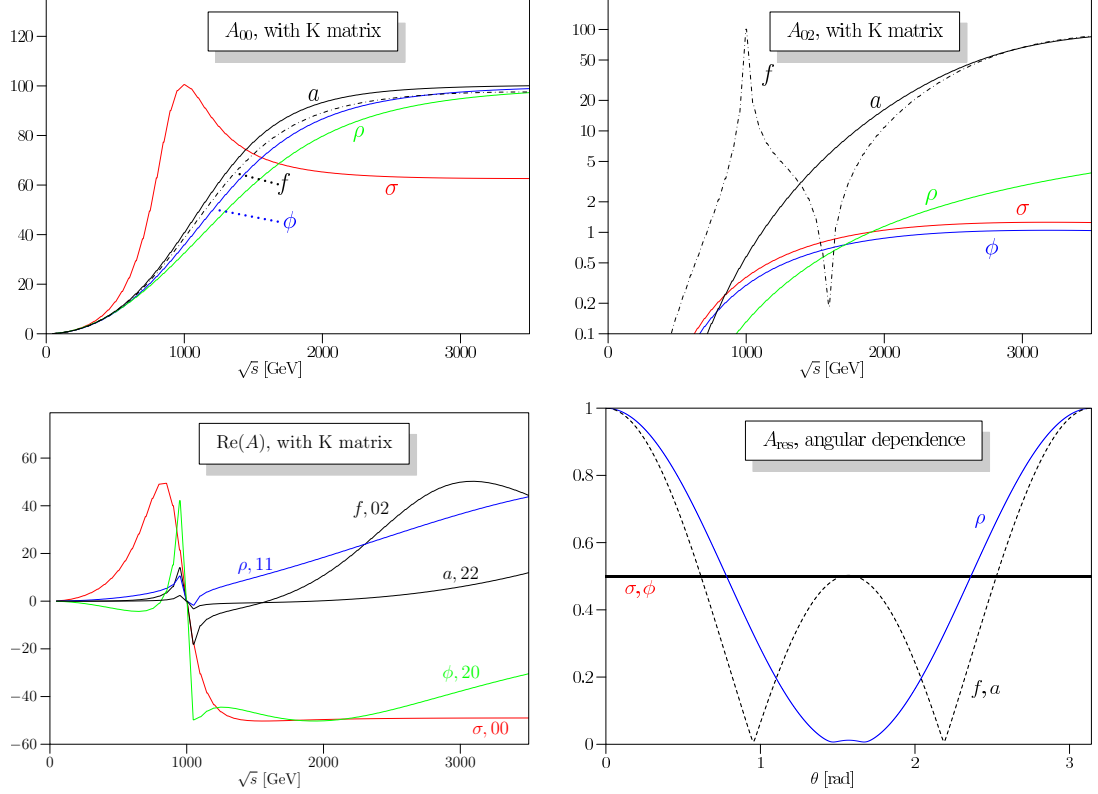 A₀₀, with K matrix
120
100
80
60
40
20
0
a
ρ
f
σ
ϕ
0
1000
2000
3000
√s [GeV]
A₀₂, with K matrix
100
50
20
10
5
2
1
0.5
0.2
0.1
f
a
ρ
σ
ϕ
0
1000
2000
3000
√s [GeV]
Re(A), with K matrix
60
40
20
0
−20
−40
−60
f, 02
ρ, 11
a, 22
ϕ, 20
σ, 00
0
1000
2000
3000
√s [GeV]
A_res, angular dependence
1
0.8
0.6
0.4
0.2
0
ρ
σ, ϕ
f, a
0
1
2
3
θ [rad]